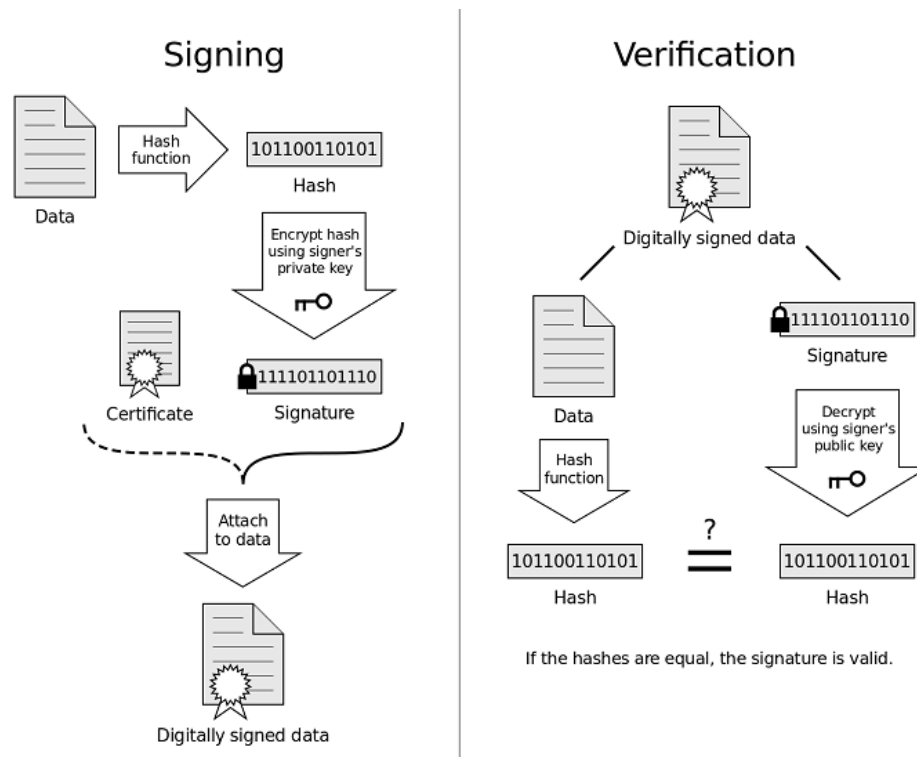 Signing
Hash
function
101100110101
Hash
Data
Encrypt hash
using signer's
private key
111101101110
Certificate
Signature
Attach
to data
Digitally signed data
Verification
Digitally signed data
111101101110
Signature
Data
Decrypt
using signer's
public key
Hash
function
?
101100110101
=
101100110101
Hash
Hash
If the hashes are equal, the signature is valid.